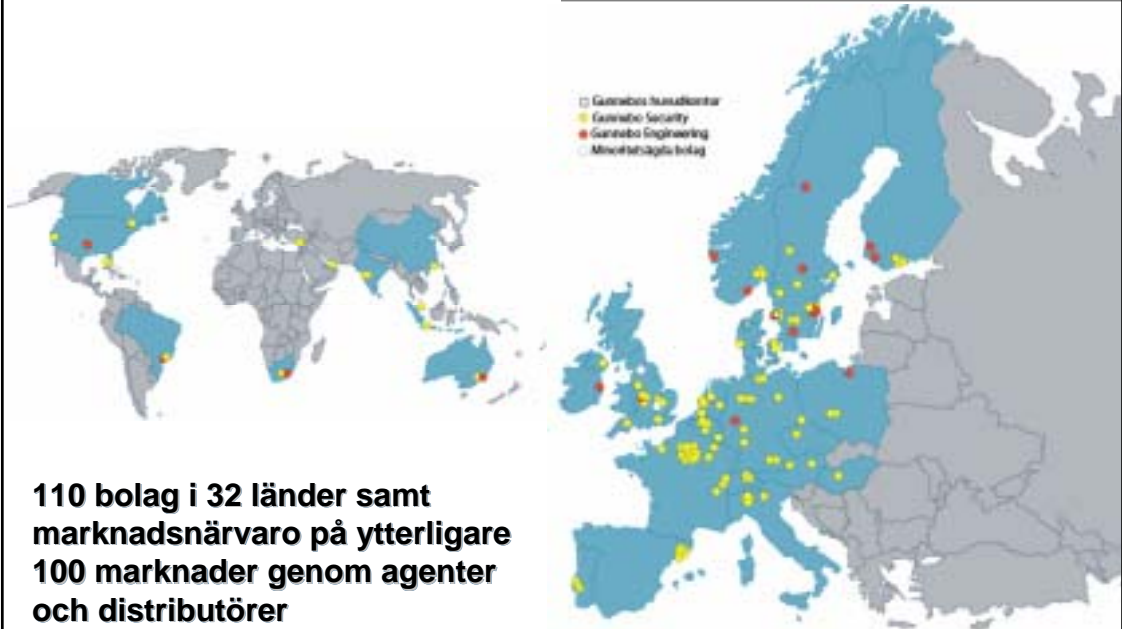 Gunnebos huvudkontor
Gunnebo Security
Gunnebo Engineering
Minoritetsägda bolag
110 bolag i 32 länder samt
marknadsnärvaro på ytterligare
100 marknader genom agenter
och distributörer